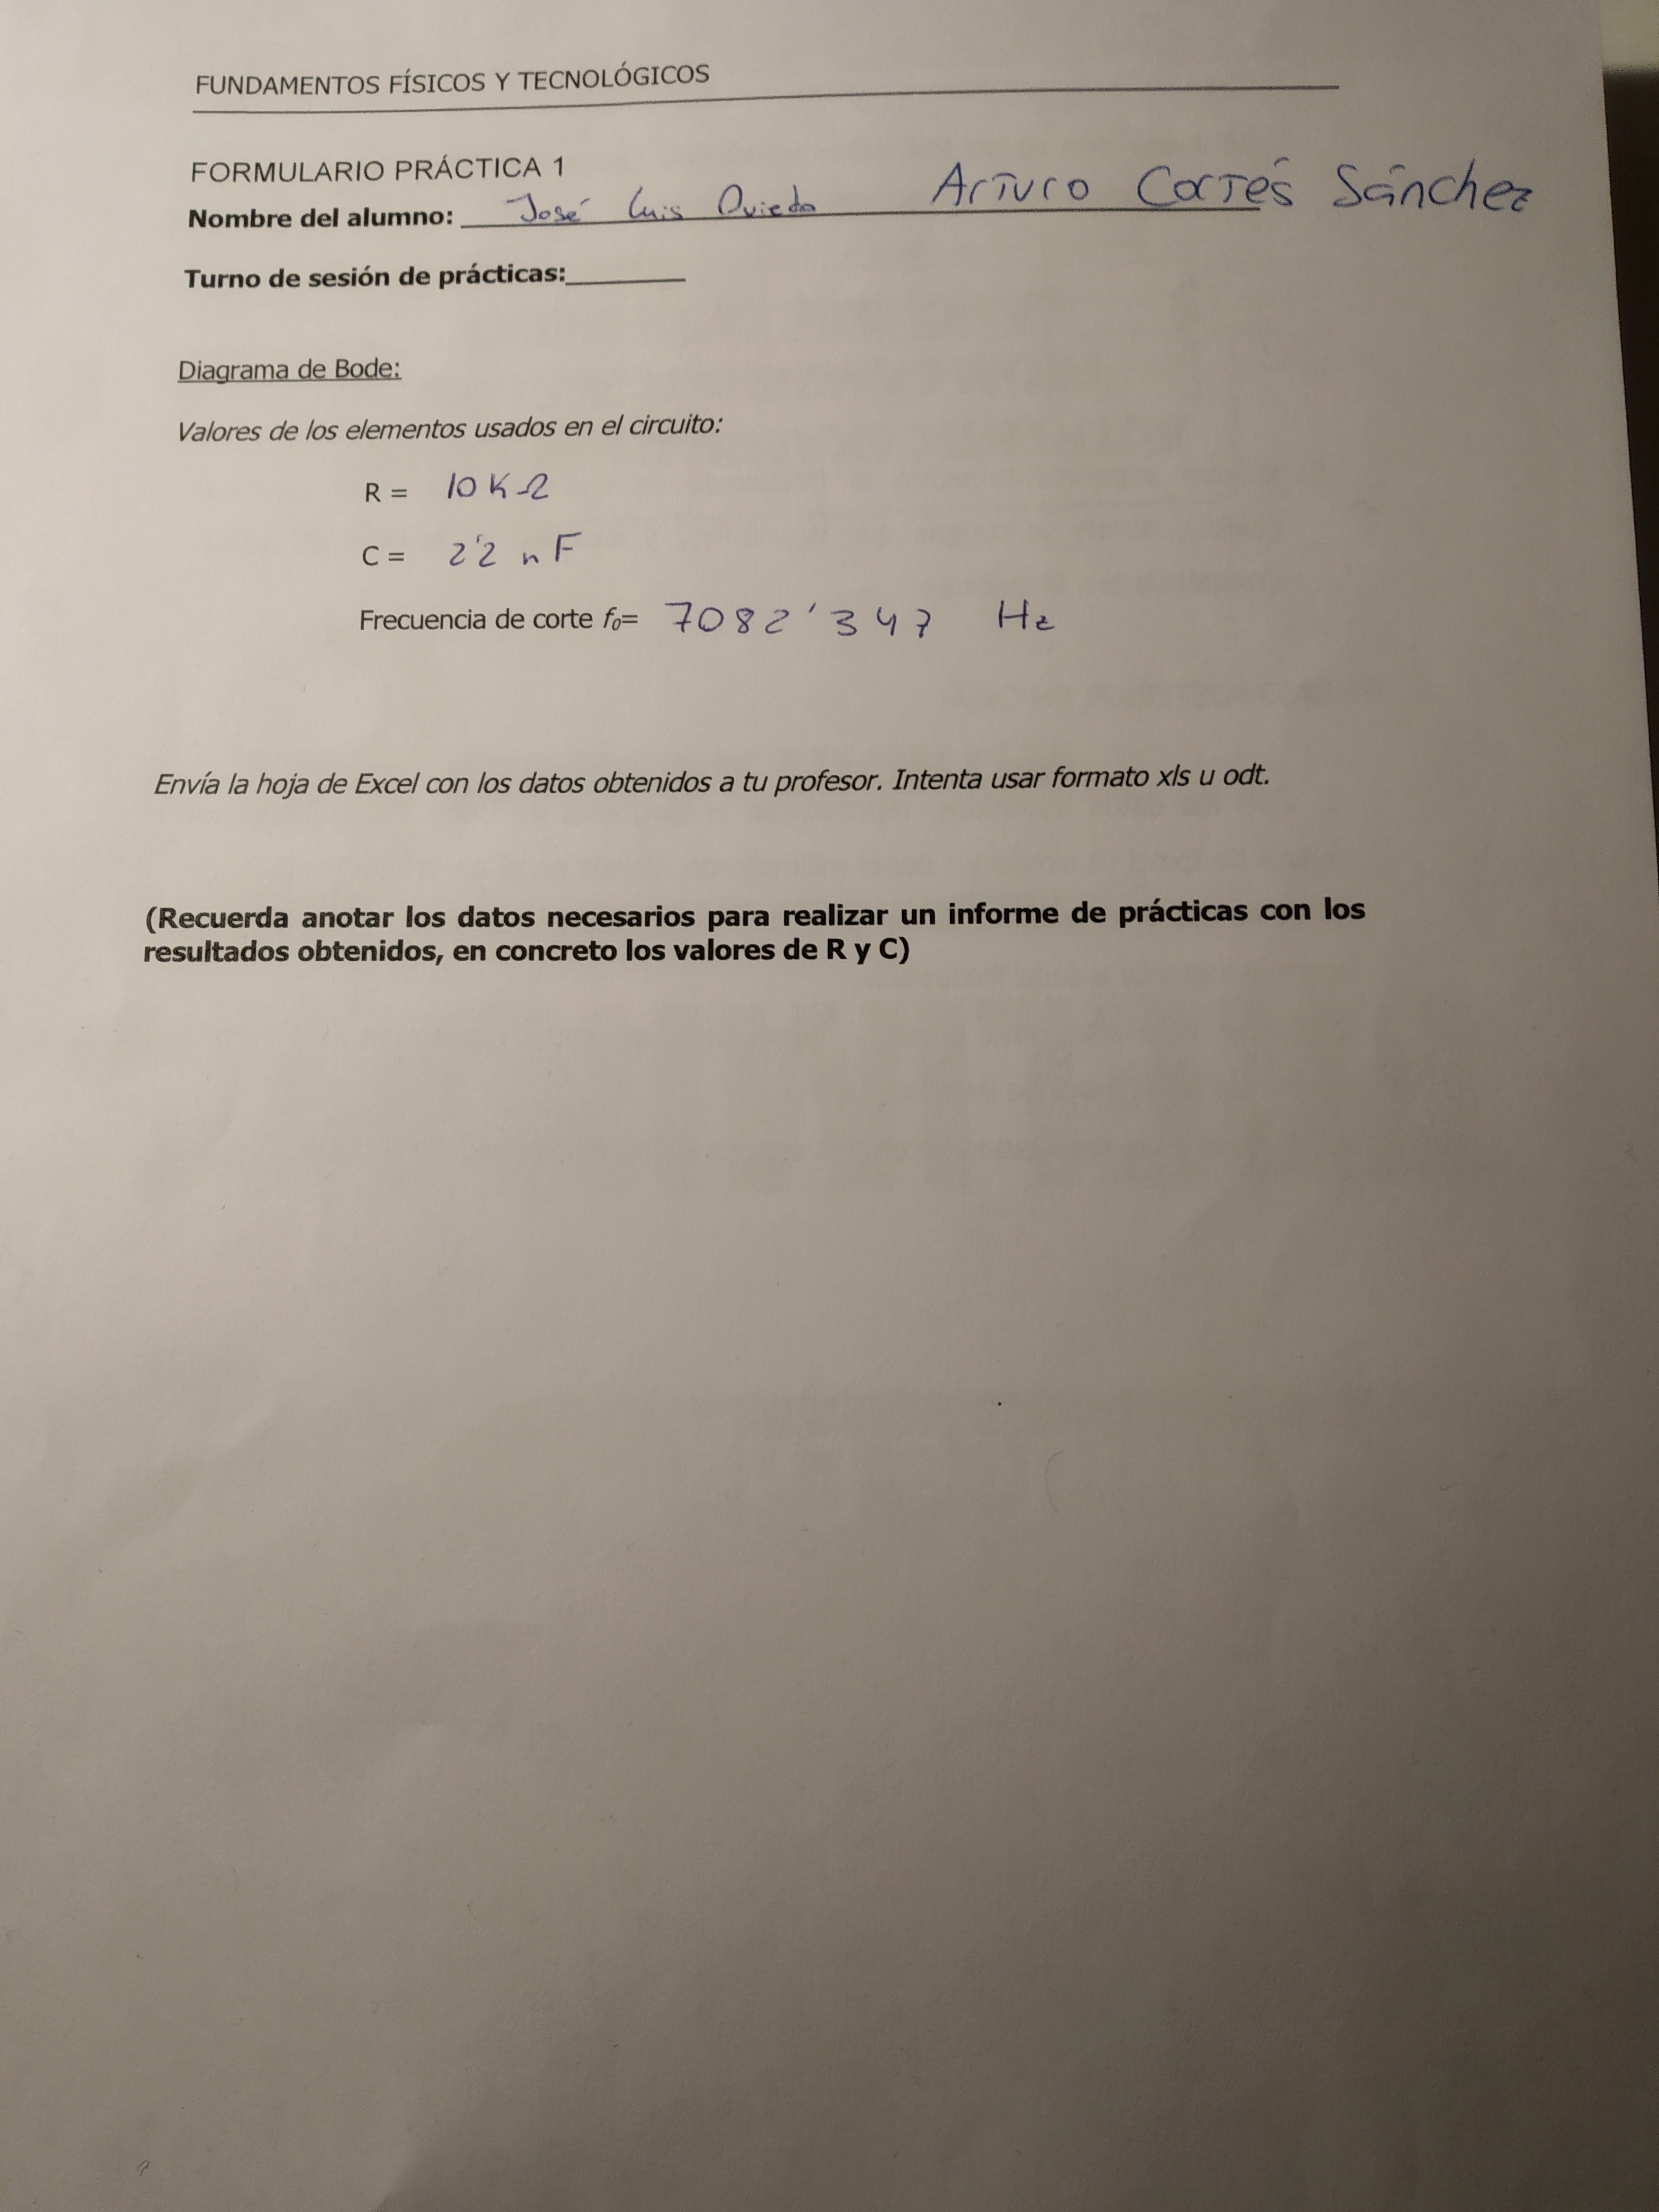 FUNDAMENTOS FÍSICOS Y TECNOLÓGICOS
FORMULARIO PRÁCTICA 1
Nombre del alumno: José Luis Oviedo Arturo Cortés Sánchez
Turno de sesión de prácticas:
Diagrama de Bode:
Valores de los elementos usados en el circuito:
R = 10 KΩ
C = 2'2 nF
Frecuencia de corte f₀= 7082'347 Hz
Envía la hoja de Excel con los datos obtenidos a tu profesor. Intenta usar formato xls u odt.
(Recuerda anotar los datos necesarios para realizar un informe de prácticas con los
resultados obtenidos, en concreto los valores de R y C)